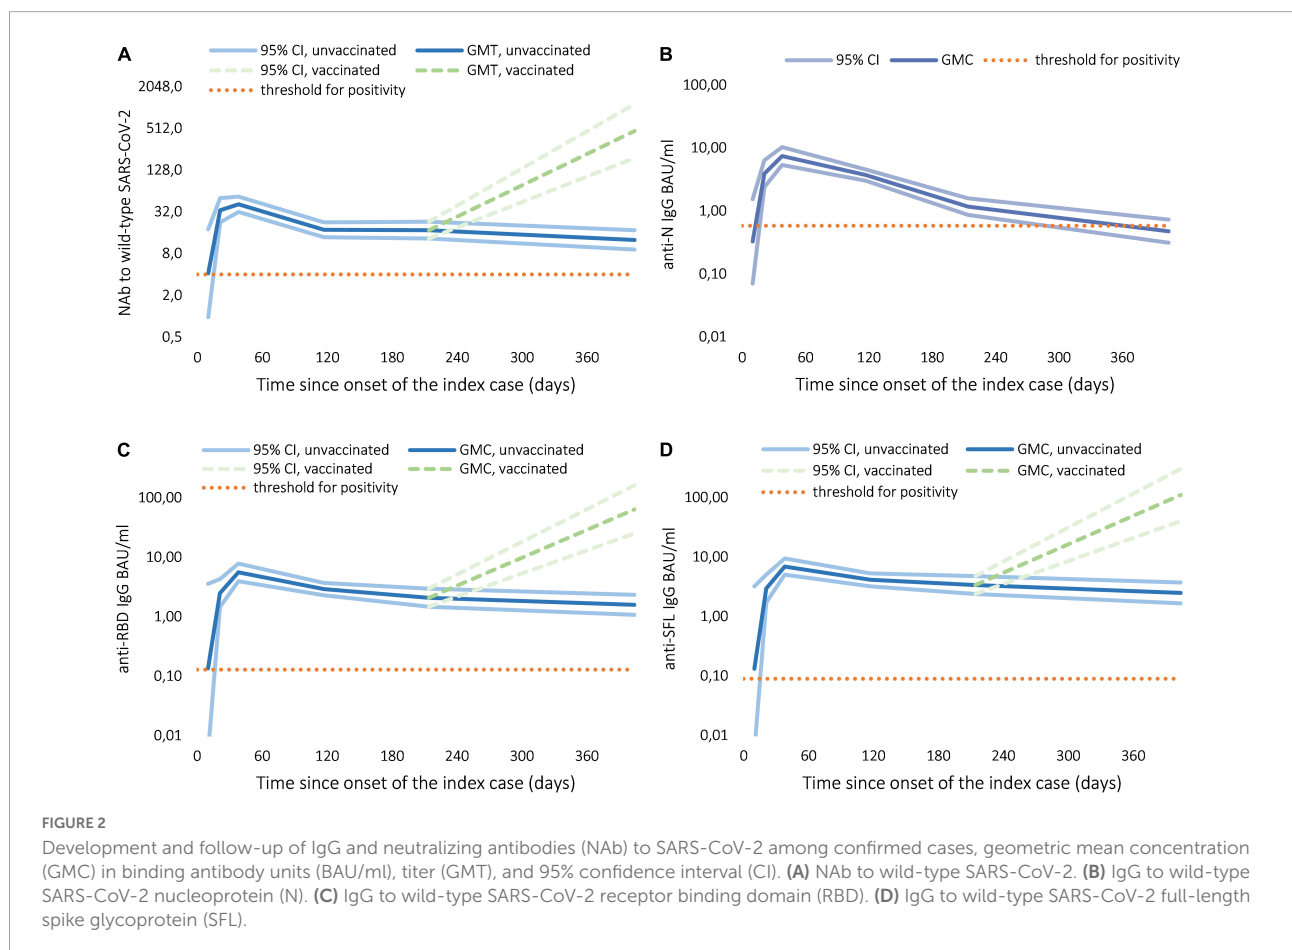 A
95% CI, unvaccinated
GMT, unvaccinated
95% CI, vaccinated
GMT, vaccinated
threshold for positivity
NAb to wild-type SARS-CoV-2
2048,0
512,0
128,0
32,0
8,0
2,0
0,5
0 60 120 180 240 300 360
Time since onset of the index case (days)
B
95% CI
GMC
threshold for positivity
anti-N IgG BAU/ml
100,00
10,00
1,00
0,10
0,01
0 60 120 180 240 300 360
Time since onset of the index case (days)
C
95% CI, unvaccinated
GMC, unvaccinated
95% CI, vaccinated
GMC, vaccinated
threshold for positivity
anti-RBD IgG BAU/ml
100,00
10,00
1,00
0,10
0,01
0 60 120 180 240 300 360
Time since onset of the index case (days)
D
95% CI, unvaccinated
GMC, unvaccinated
95% CI, vaccinated
GMC, vaccinated
threshold for positivity
anti-SFL IgG BAU/ml
100,00
10,00
1,00
0,10
0,01
0 60 120 180 240 300 360
Time since onset of the index case (days)
FIGURE 2
Development and follow-up of IgG and neutralizing antibodies (NAb) to SARS-CoV-2 among confirmed cases, geometric mean concentration
(GMC) in binding antibody units (BAU/ml), titer (GMT), and 95% confidence interval (CI). (A) NAb to wild-type SARS-CoV-2. (B) IgG to wild-type
SARS-CoV-2 nucleoprotein (N). (C) IgG to wild-type SARS-CoV-2 receptor binding domain (RBD). (D) IgG to wild-type SARS-CoV-2 full-length
spike glycoprotein (SFL).